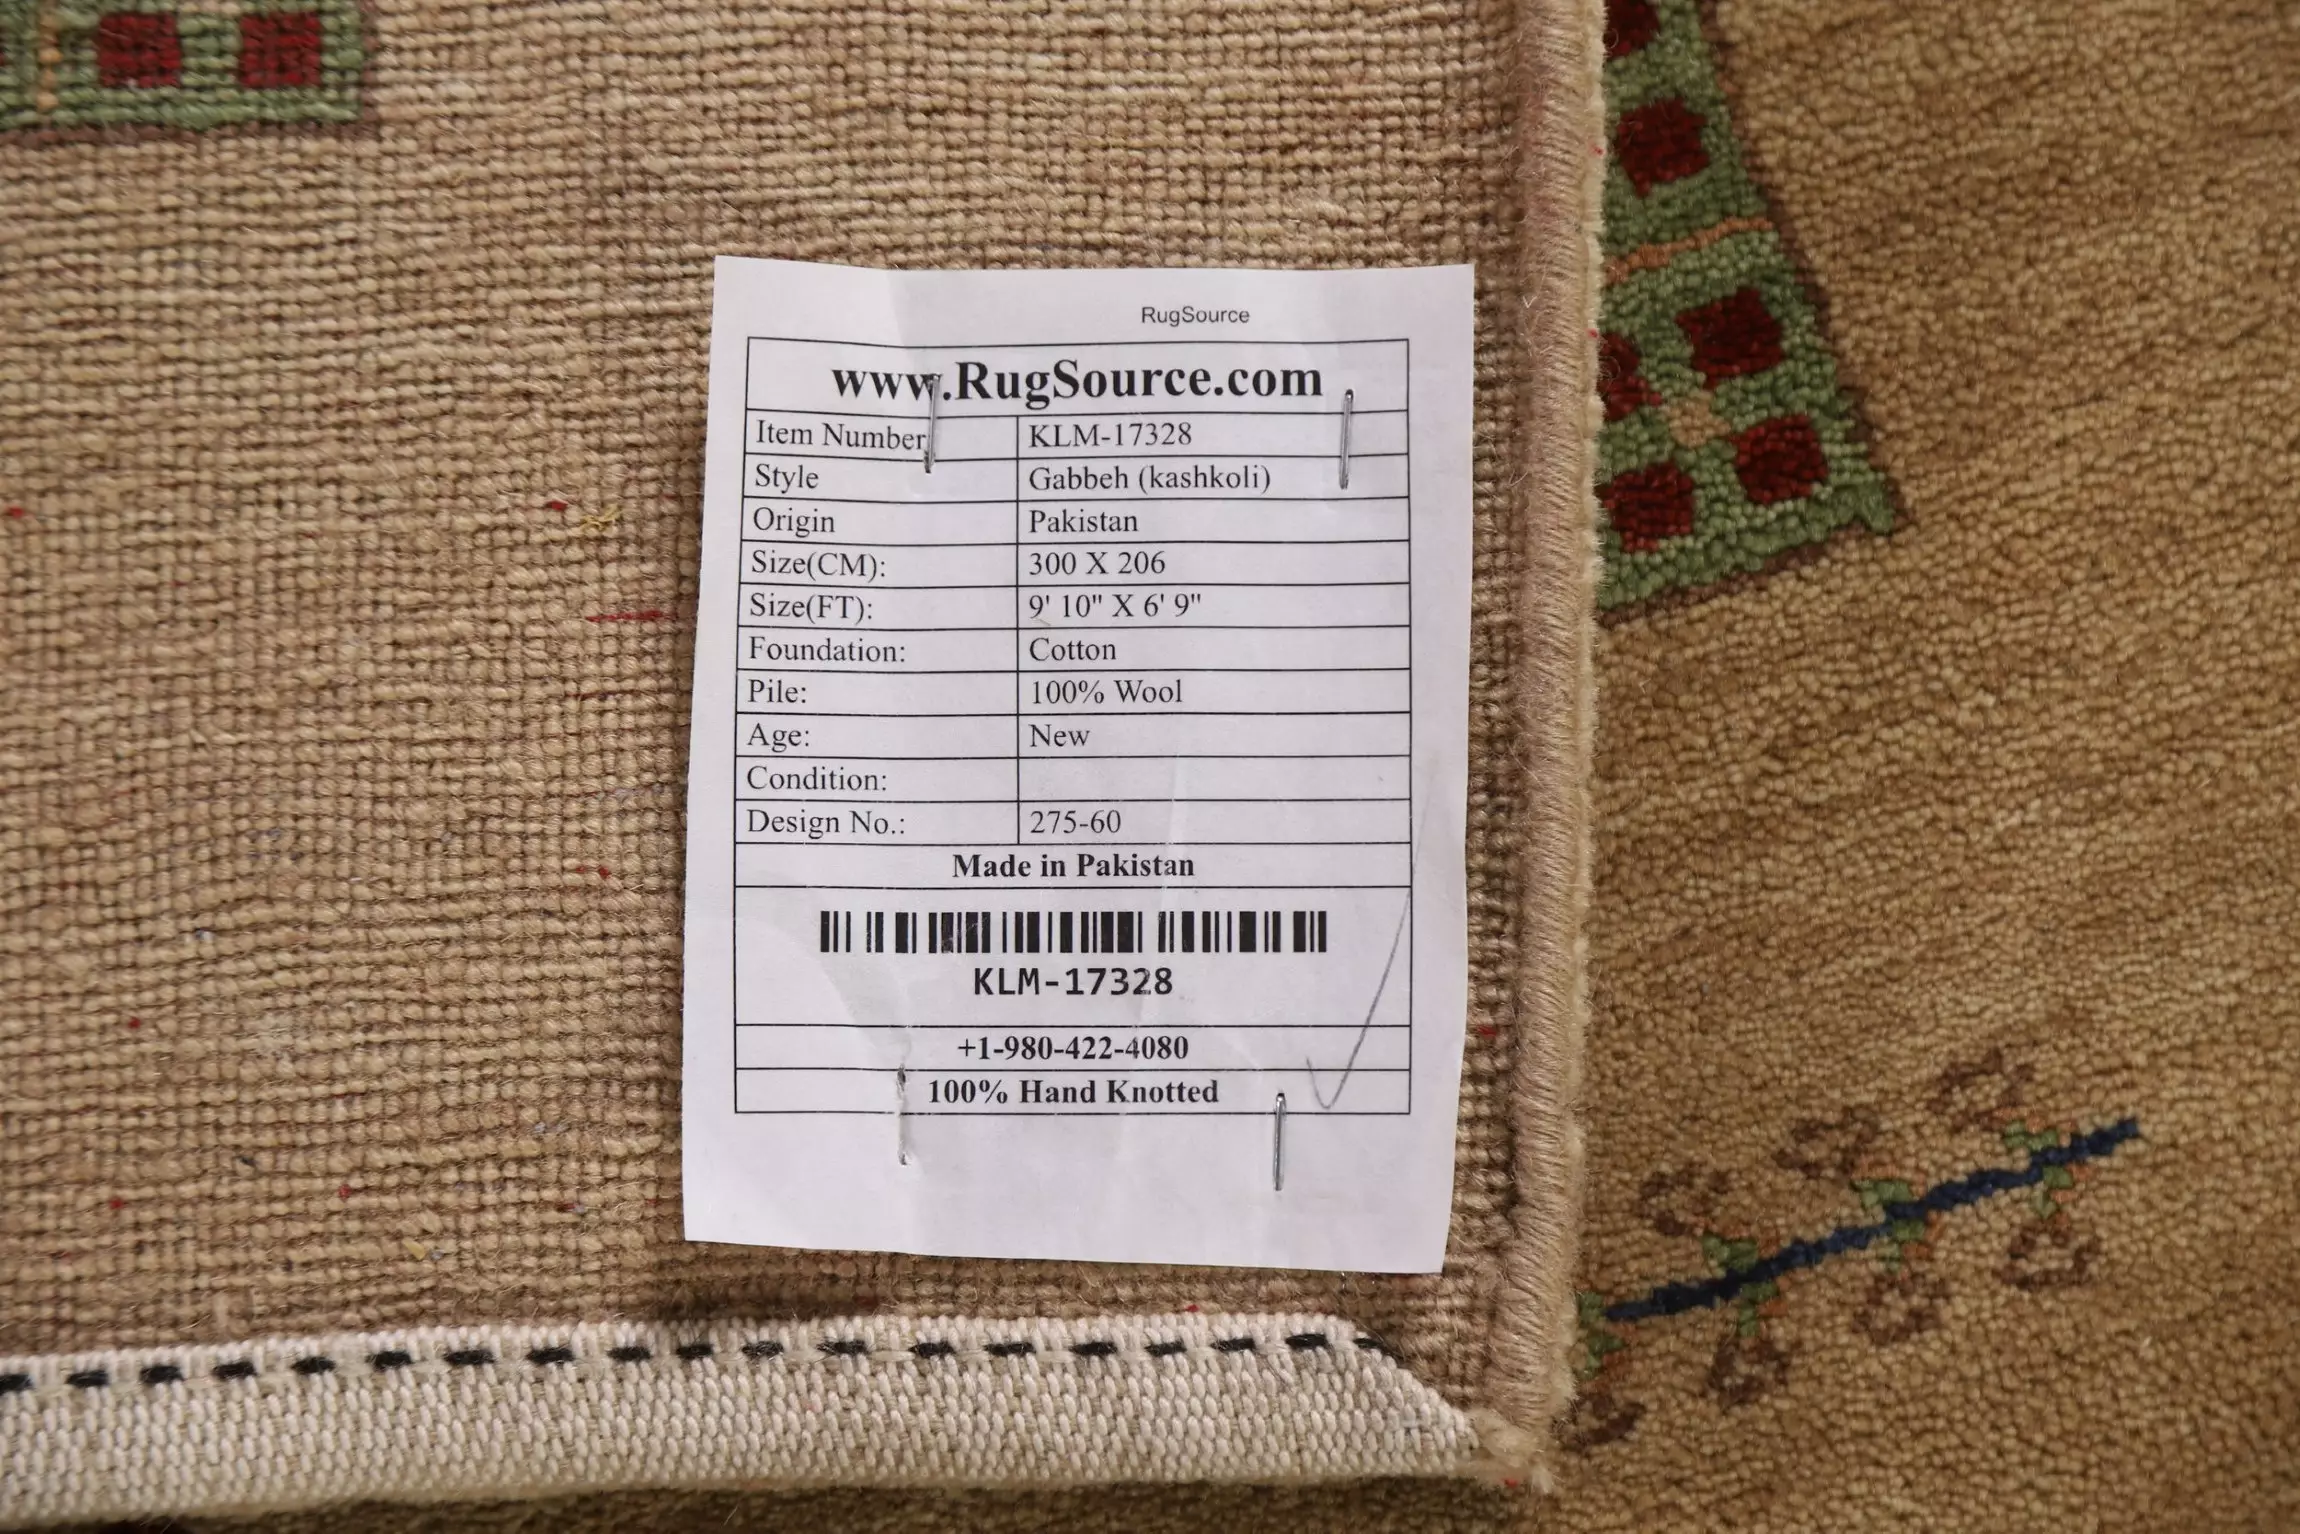 RugSource
www.RugSource.com
Item Number KLM-17328
Style Gabbeh (kashkoli)
Origin Pakistan
Size(CM): 300 X 206
Size(FT): 9' 10" X 6' 9"
Foundation: Cotton
Pile: 100% Wool
Age: New
Condition:
Design No.: 275-60
Made in Pakistan
KLM-17328
+1-980-422-4080
100% Hand Knotted